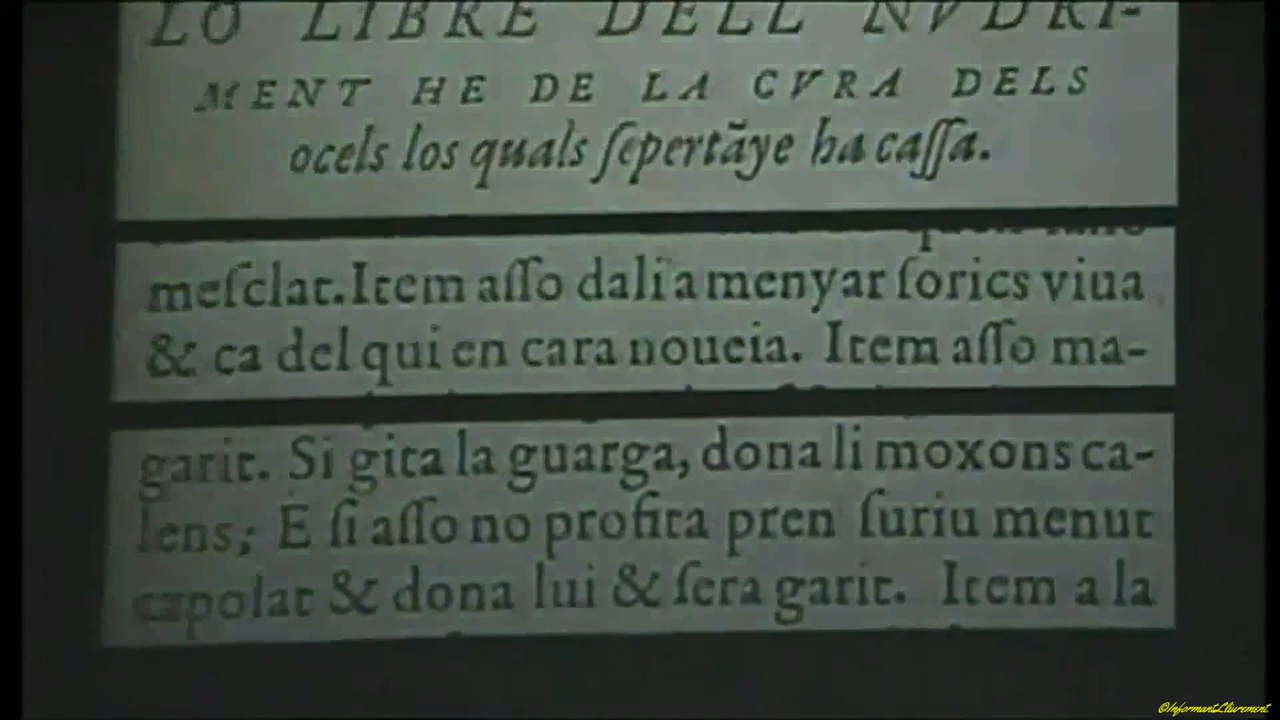 LO LIBRE DELL NVDRI-
MENT HE DE LA CVRA DELS
ocels los quals ſepertãye ha caſſa.
meſclat. Item aſſo dali a menyar ſorics viua
& ca del qui en cara noueia. Item aſſo ma-
garit. Si gita la guarga, dona li moxons ca-
lens; E ſi aſſo no profita pren ſuriu menut
capolat & dona lui & ſera garit. Item a la
©InformantLliurement